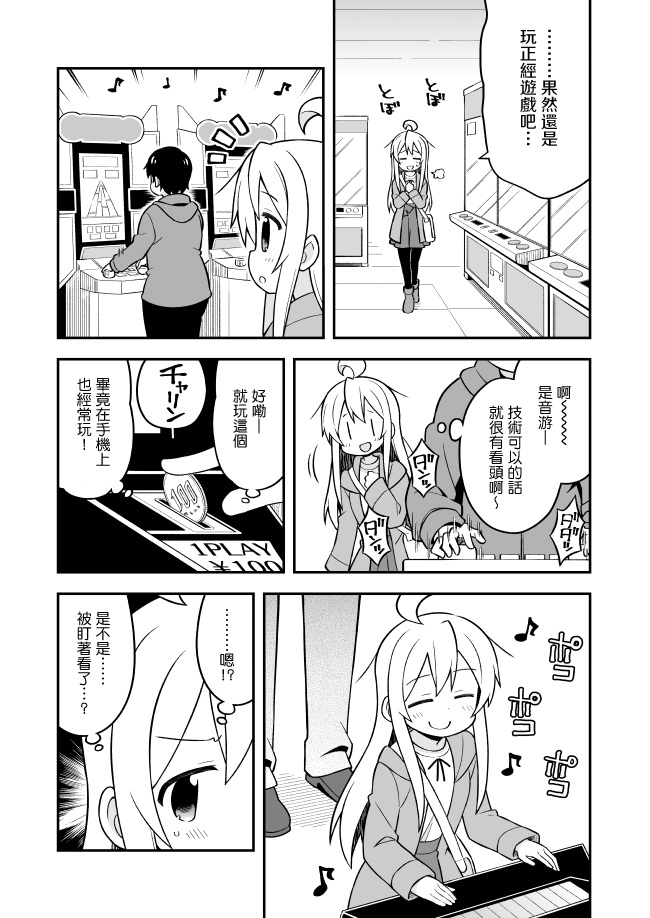 ………果然還是
玩正經遊戲吧…
とぼ
とぼ
啊~~~~
是音游—
技術可以的話
就很有看頭啊~
ダダダッ
ダンッ
ダダンッ
好嘞—
就玩這個
チャリン
畢竟在手機上
也經常玩！
100
1PLAY
￥100
ポコ
ポコ
ポコ
………嗯!?
是不是……
被盯著看了…?